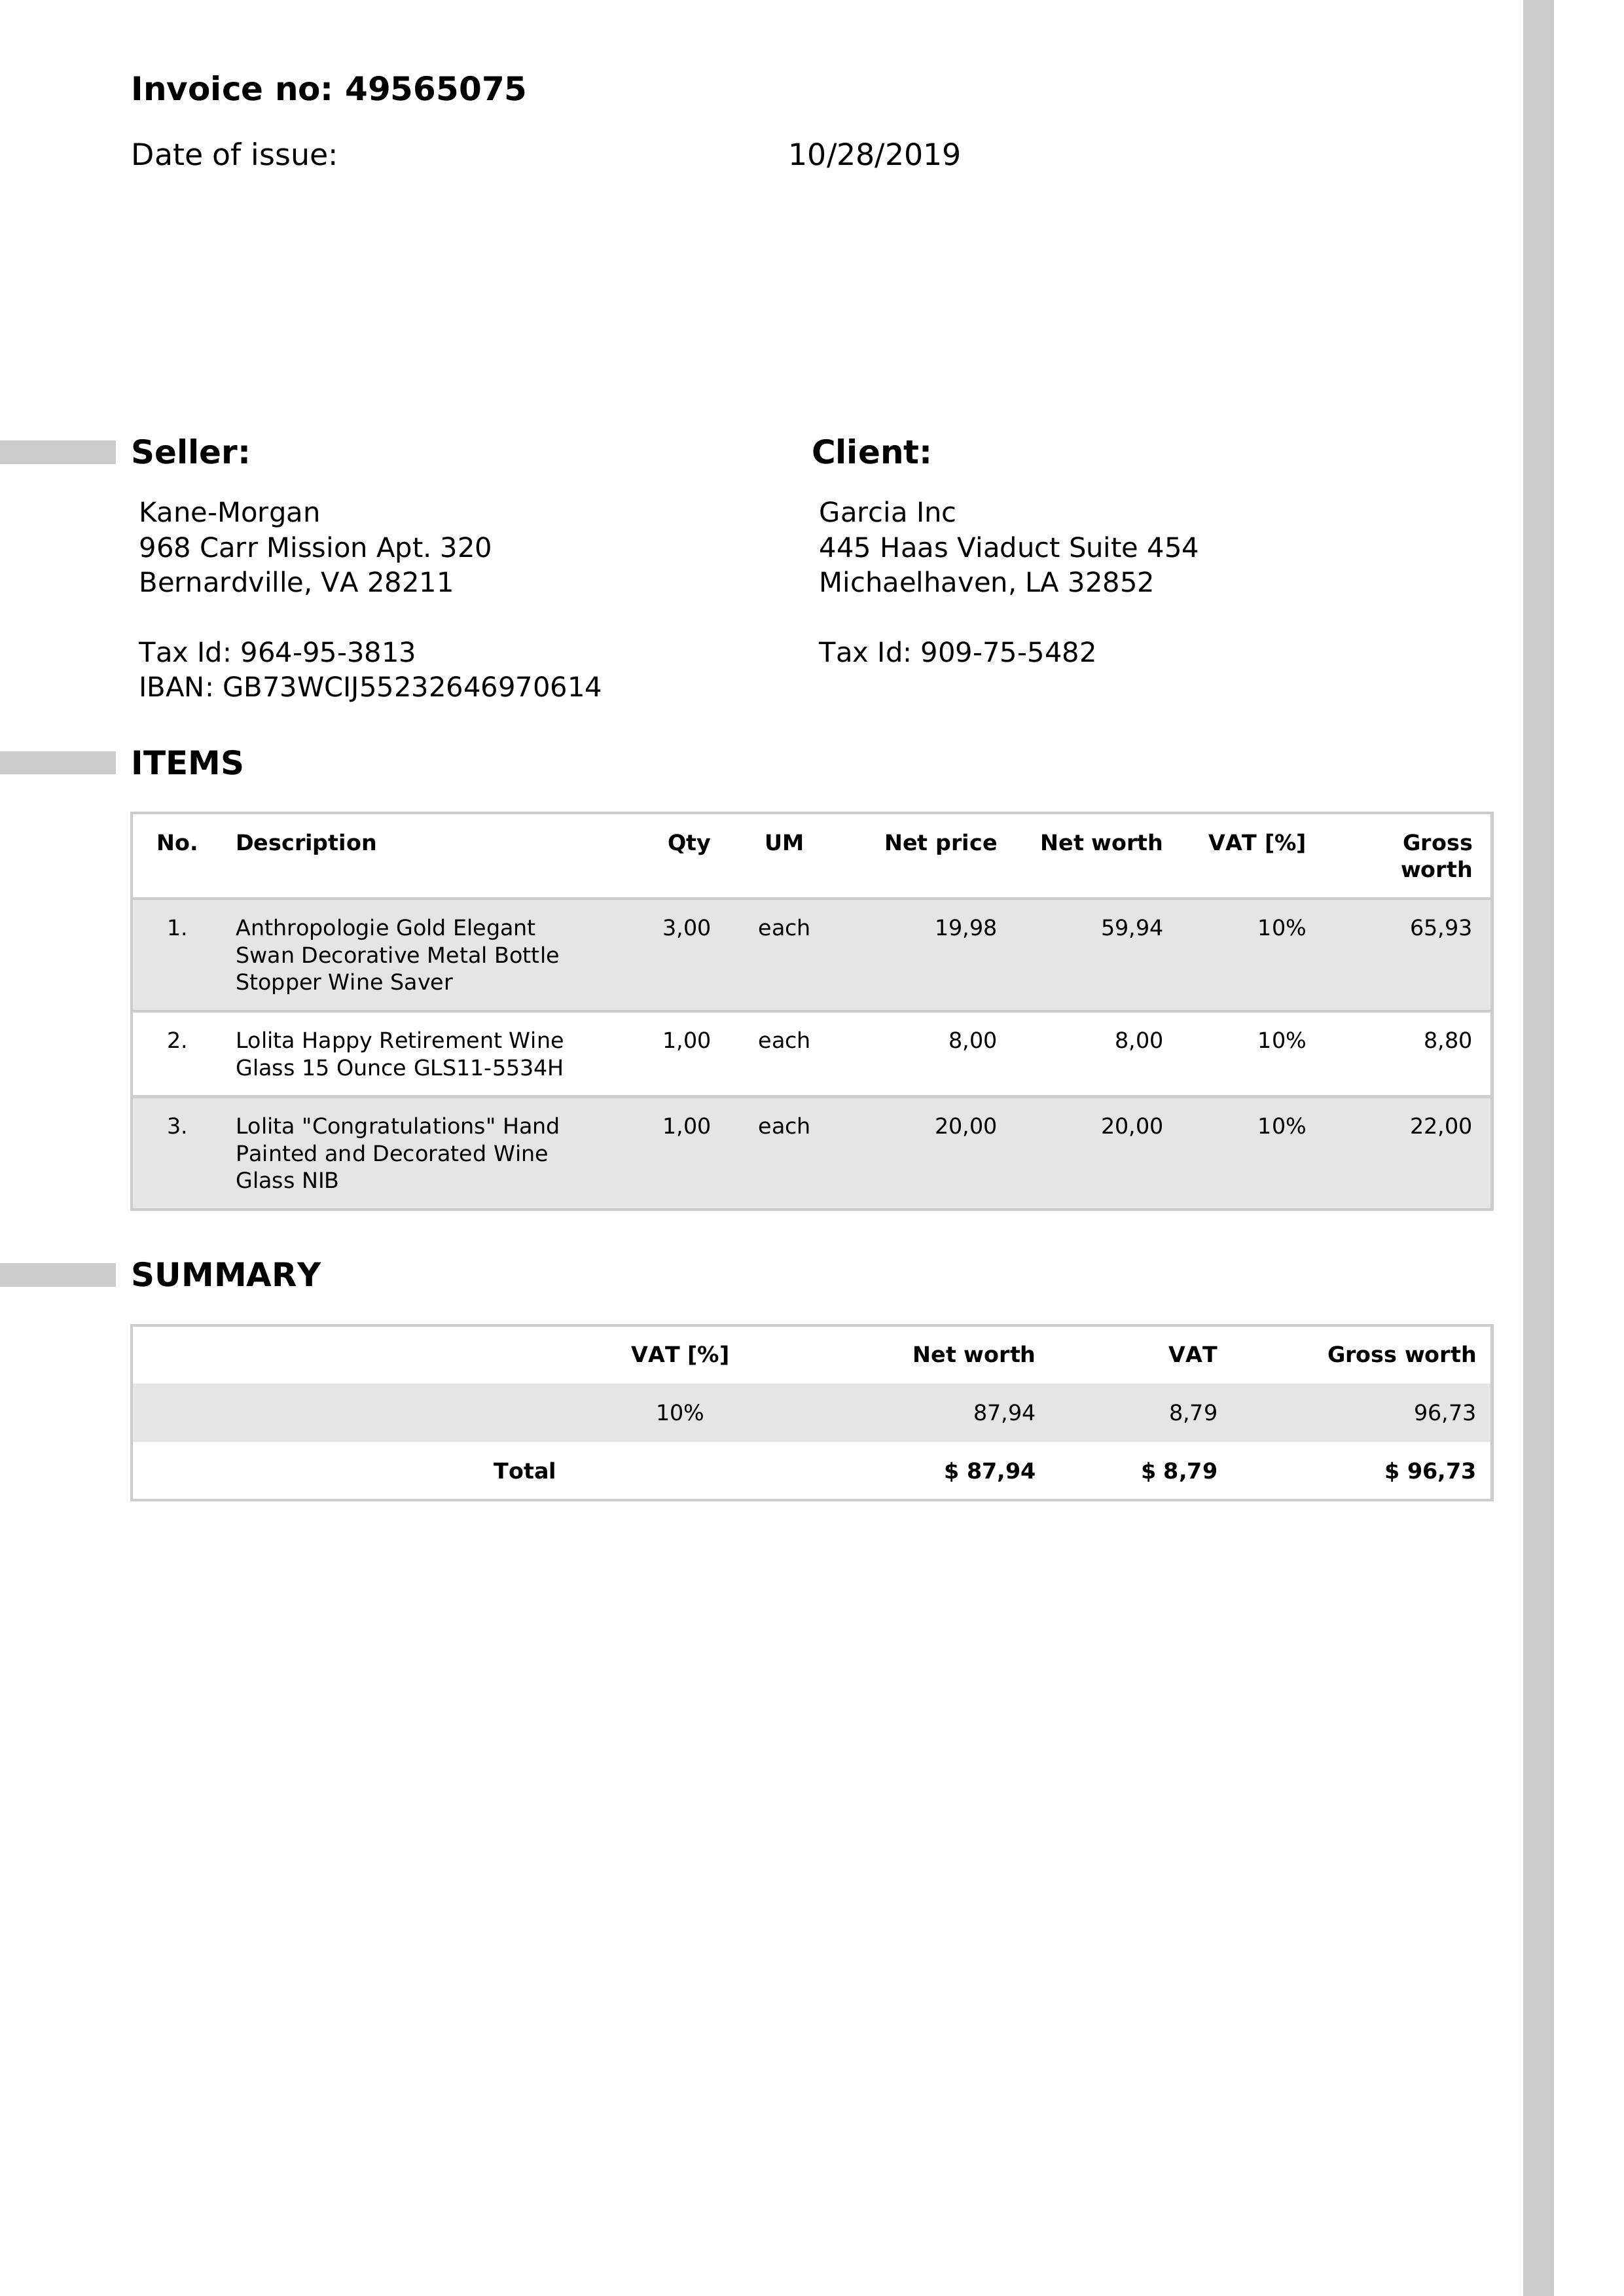 Invoice no: 49565075
Date of issue: 10/28/2019
Seller: Client:
Kane-Morgan Garcia Inc
968 Carr Mission Apt. 320 445 Haas Viaduct Suite 454
Bernardville, VA 28211 Michaelhaven, LA 32852
Tax Id: 964-95-3813 Tax Id: 909-75-5482
IBAN: GB73WCIJ55232646970614
ITEMS
No. Description Qty UM Net price Net worth VAT [%] Gross
worth
1. Anthropologie Gold Elegant 3,00 each 19,98 59,94 10% 65,93
Swan Decorative Metal Bottle
Stopper Wine Saver
2. Lolita Happy Retirement Wine 1,00 each 8,00 8,00 10% 8,80
Glass 15 Ounce GLS11-5534H
3. Lolita "Congratulations" Hand 1,00 each 20,00 20,00 10% 22,00
Painted and Decorated Wine
Glass NIB
SUMMARY
VAT [%] Net worth VAT Gross worth
10% 87,94 8,79 96,73
Total $ 87,94 $ 8,79 $ 96,73